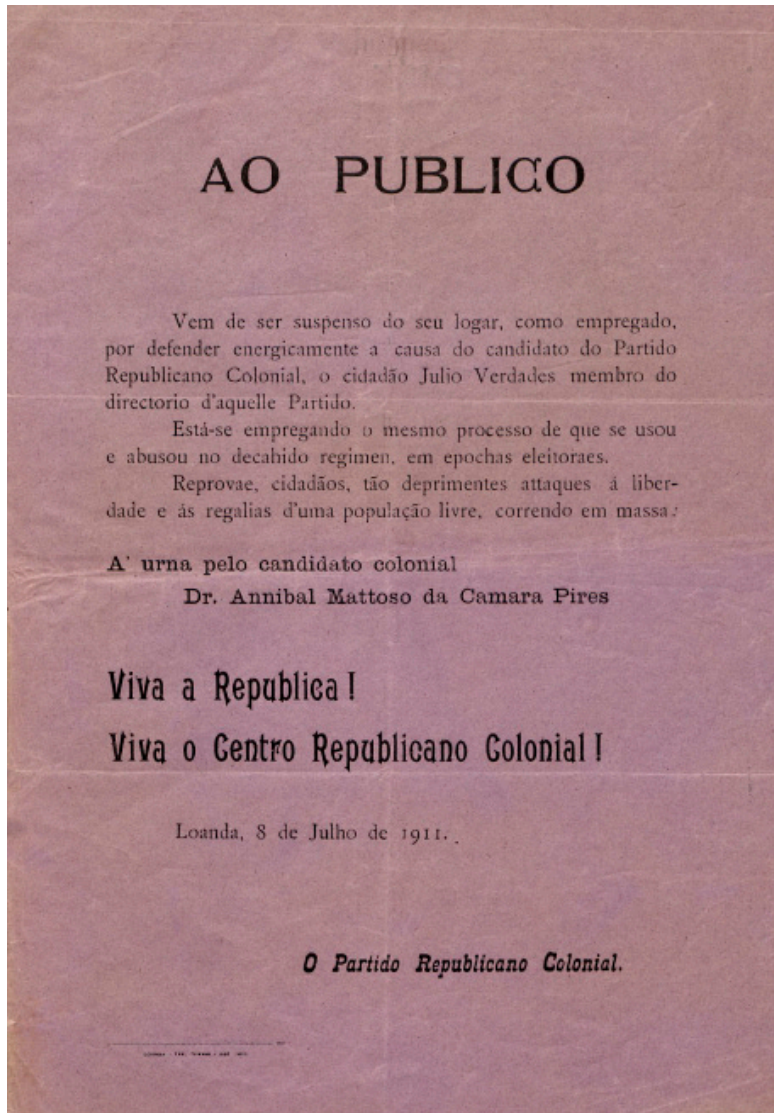 AO PUBLICO
Vem de ser suspenso do seu logar, como empregado,
por defender energicamente a causa do candidato do Partido
Republicano Colonial, o cidadão Julio Verdades membro do
directorio d'aquelle Partido.
Está-se empregando o mesmo processo de que se usou
e abusou no decahido regimen, em epochas eleitoraes.
Reprovae, cidadãos, tão deprimentes attaques á liber-
dade e ás regalias d'uma população livre, correndo em massa:
A' urna pelo candidato colonial
Dr. Annibal Mattoso da Camara Pires
Viva a Republica!
Viva o Centro Republicano Colonial!
Loanda, 8 de Julho de 1911.
O Partido Republicano Colonial.